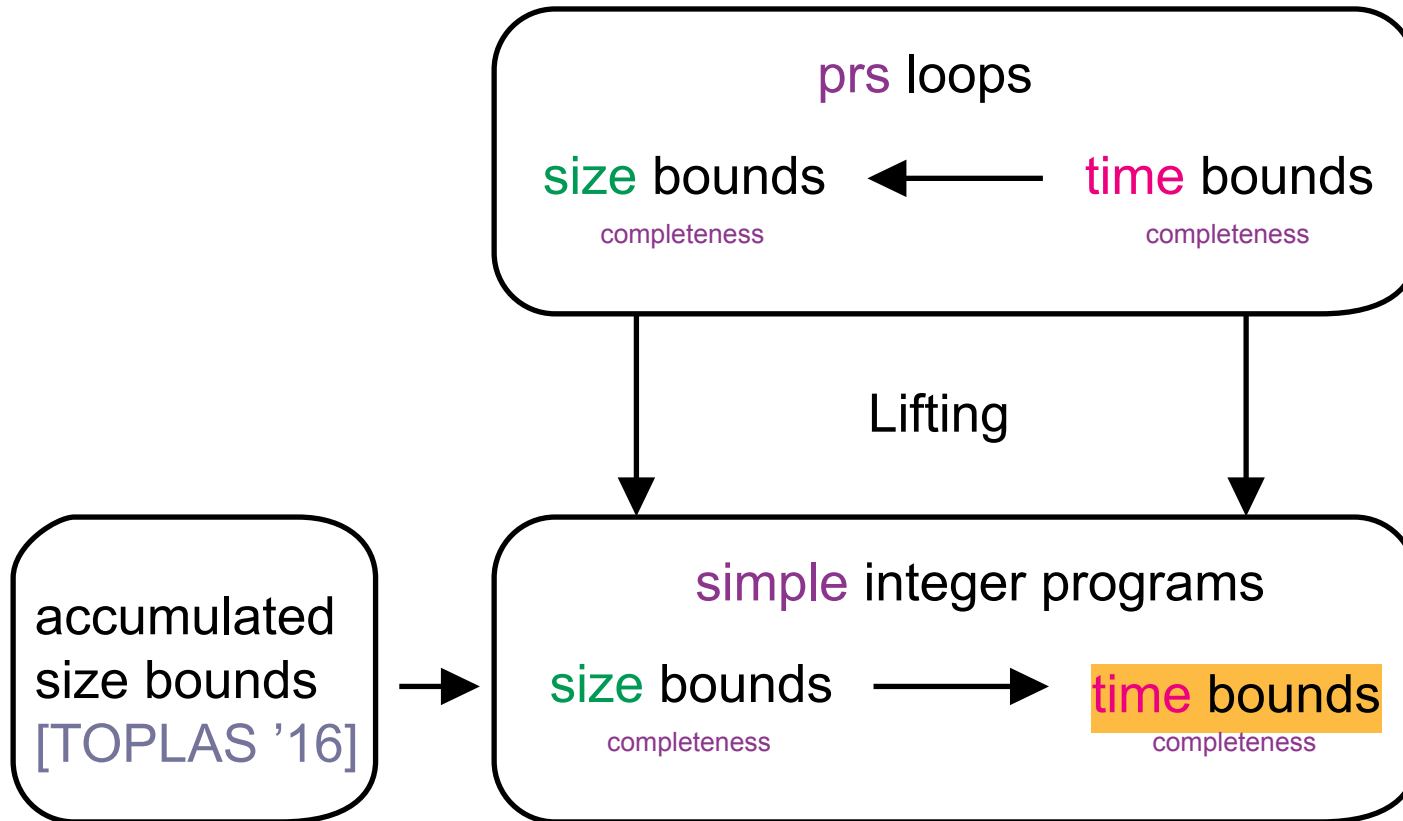 prs loops
size bounds
time bounds
completeness
completeness
Lifting
simple integer programs
accumulated
size bounds
[TOPLAS ’16]
size bounds
time bounds
completeness
completeness